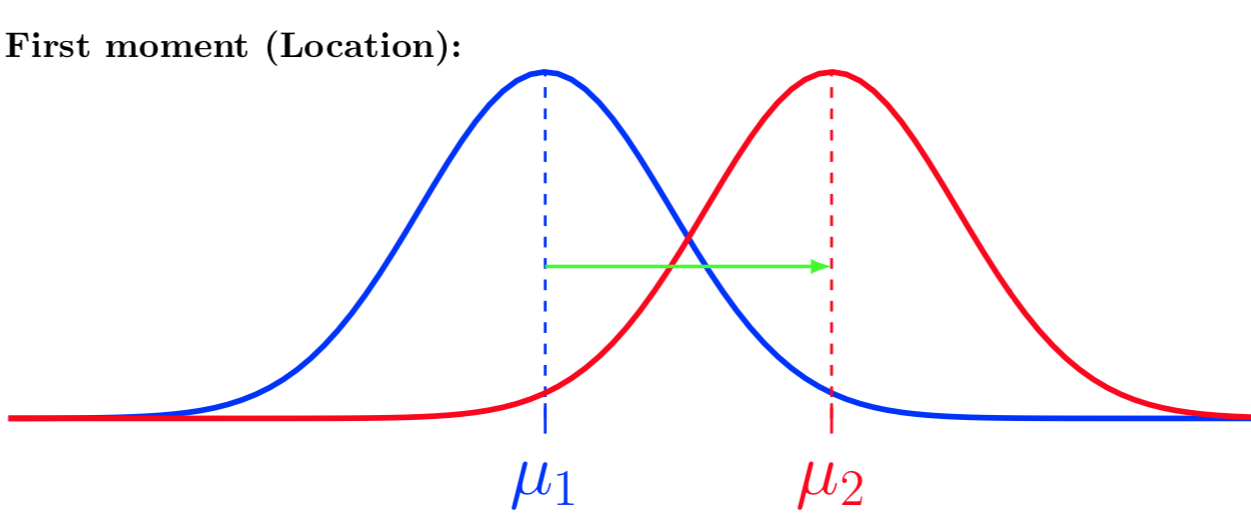 First moment (Location):
μ₁ μ₂